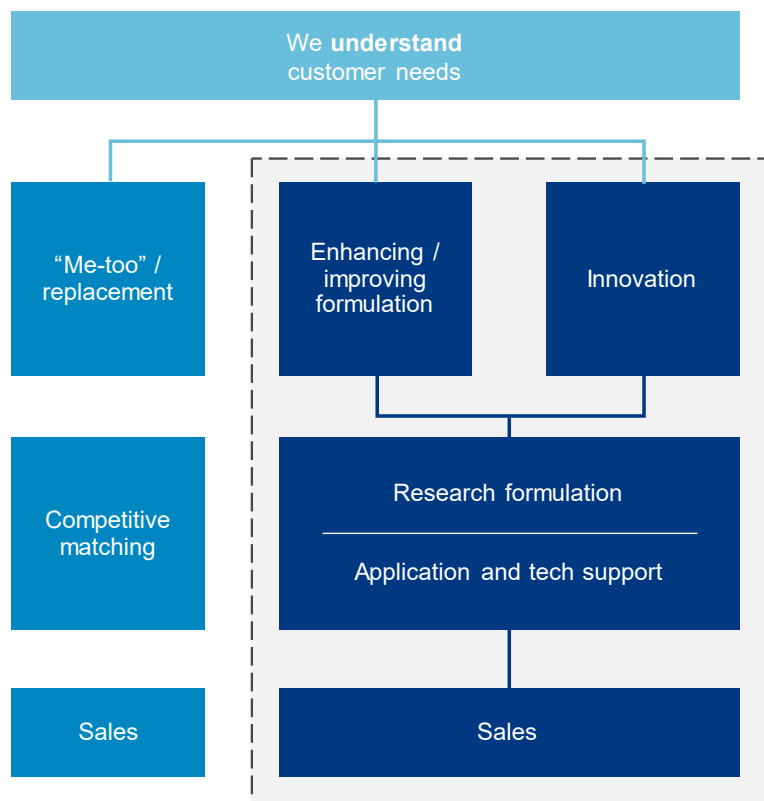 We understand
customer needs
“Me-too” /
replacement
Enhancing /
improving
formulation
Innovation
Competitive
matching
Research formulation
Application and tech support
Sales
Sales